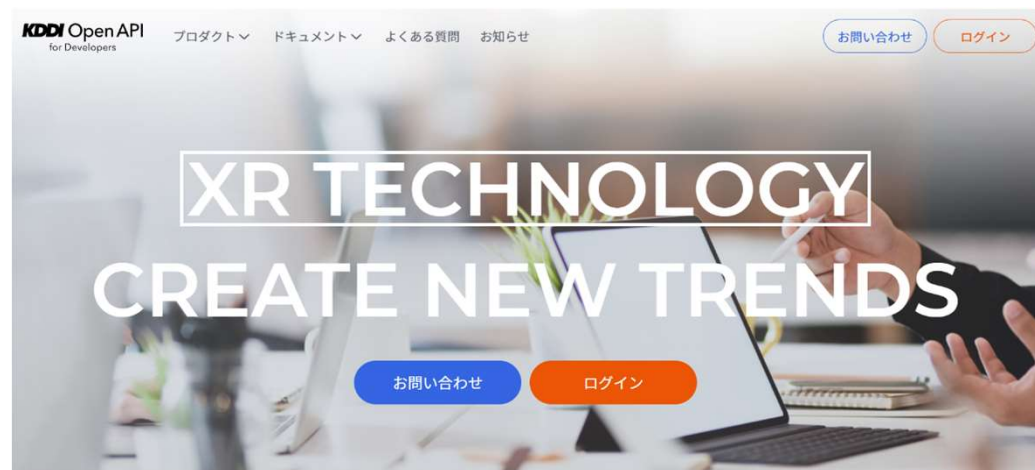 KDDI Open API
for Developers
プロダクト
ドキュメント
よくある質問
お知らせ
お問い合わせ
ログイン
XR TECHNOLOGY
CREATE NEW TRENDS
お問い合わせ
ログイン